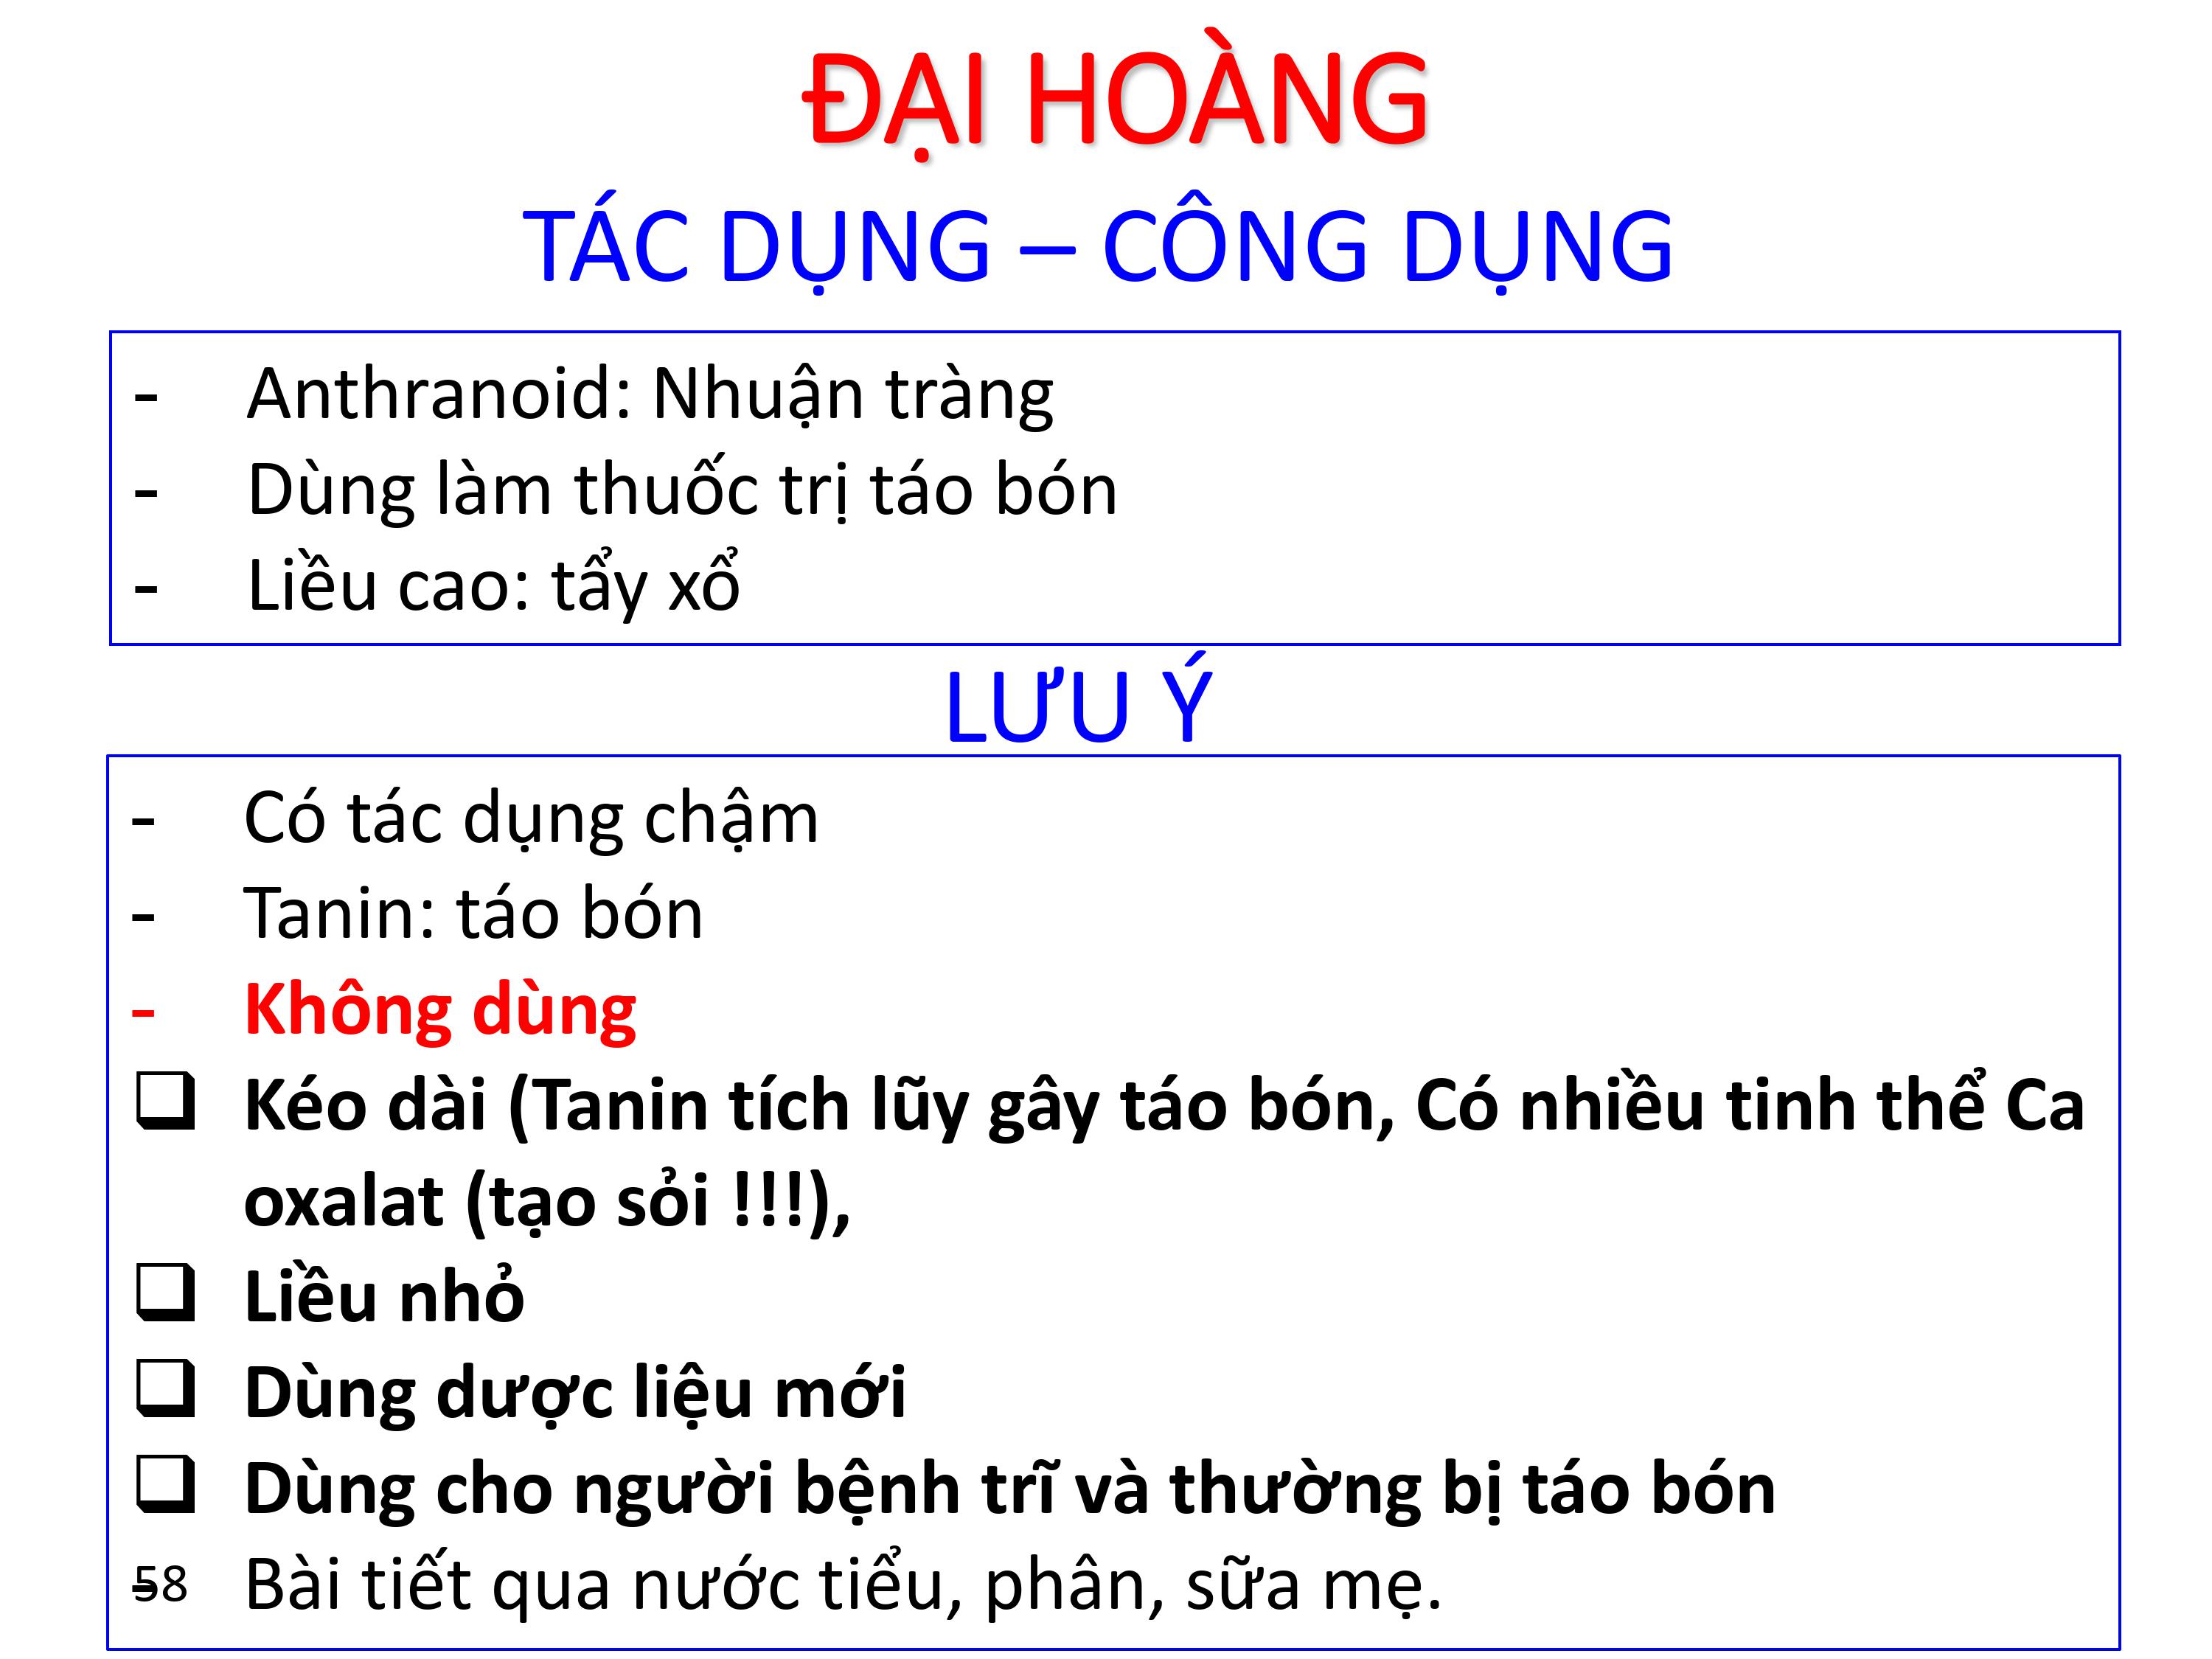 ĐẠI HOÀNG
TÁC DỤNG – CÔNG DỤNG
- Anthranoid: Nhuận tràng
- Dùng làm thuốc trị táo bón
- Liều cao: tẩy xổ
LƯU Ý
- Có tác dụng chậm
- Tanin: táo bón
- Không dùng
❑ Kéo dài (Tanin tích lũy gây táo bón, Có nhiều tinh thể Ca
oxalat (tạo sỏi !!!),
❑ Liều nhỏ
❑ Dùng dược liệu mới
❑ Dùng cho người bệnh trĩ và thường bị táo bón
- Bài tiết qua nước tiểu, phân, sữa mẹ.
58